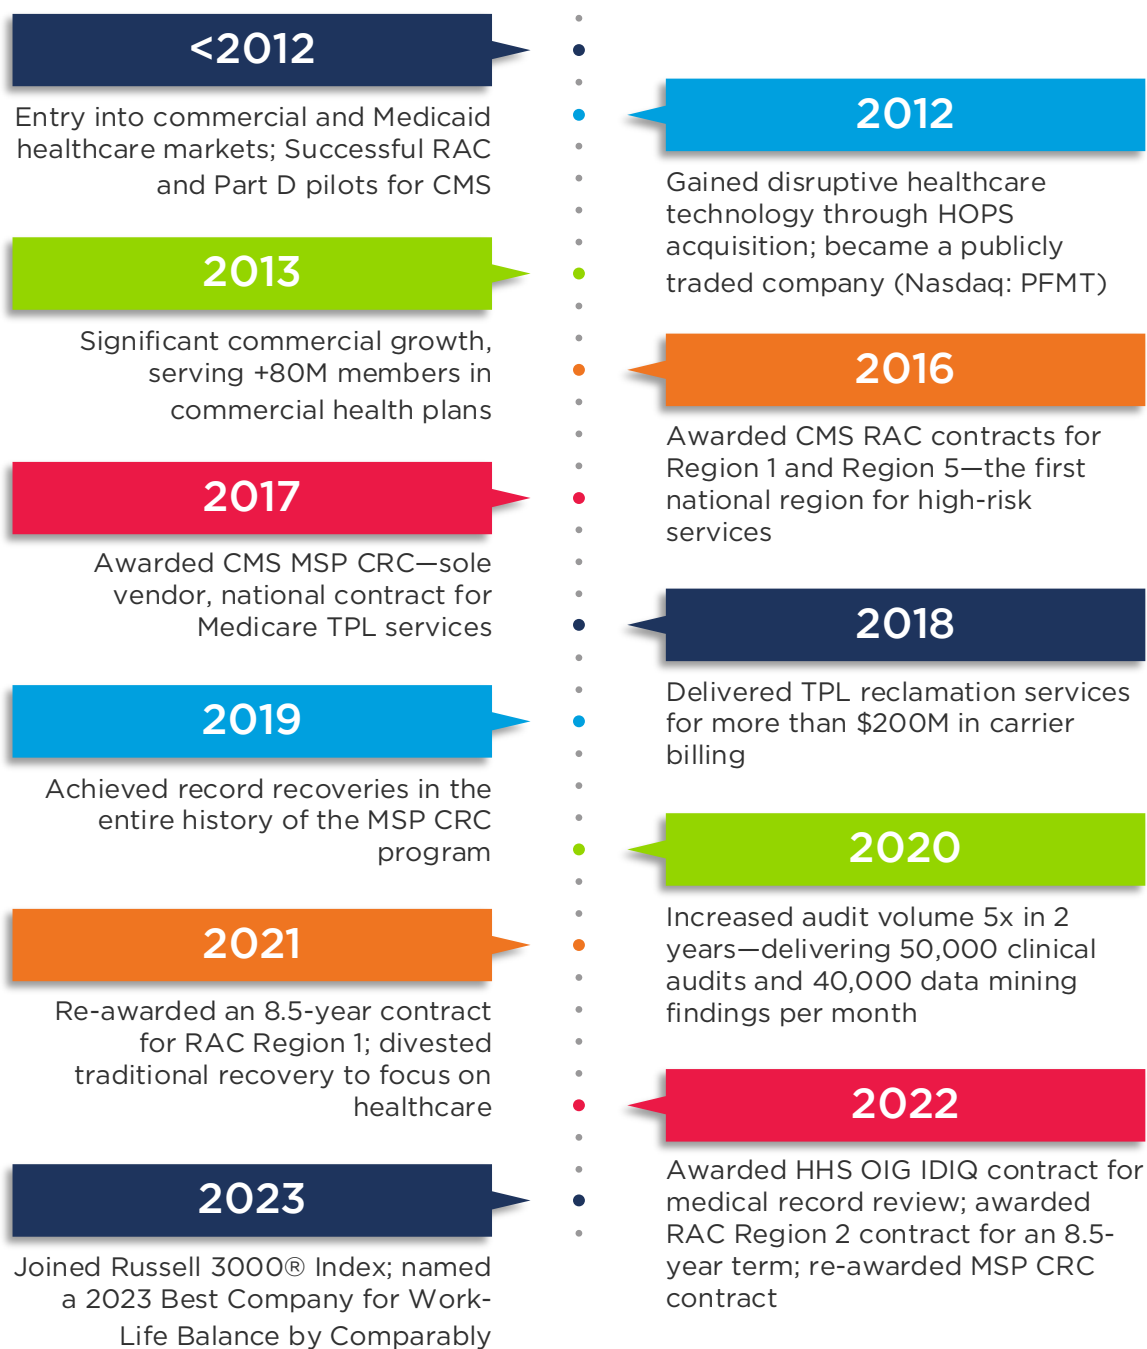 <2012
Entry into commercial and Medicaid
healthcare markets; Successful RAC
and Part D pilots for CMS
2012
Gained disruptive healthcare
technology through HOPS
acquisition; became a publicly
traded company (Nasdaq: PFMT)
2013
Significant commercial growth,
serving +80M members in
commercial health plans
2016
Awarded CMS RAC contracts for
Region 1 and Region 5—the first
national region for high-risk
services
2017
Awarded CMS MSP CRC—sole
vendor, national contract for
Medicare TPL services
2018
Delivered TPL reclamation services
for more than $200M in carrier
billing
2019
Achieved record recoveries in the
entire history of the MSP CRC
program
2020
Increased audit volume 5x in 2
years—delivering 50,000 clinical
audits and 40,000 data mining
findings per month
2021
Re-awarded an 8.5-year contract
for RAC Region 1; divested
traditional recovery to focus on
healthcare
2022
Awarded HHS OIG IDIQ contract for
medical record review; awarded
RAC Region 2 contract for an 8.5-
year term; re-awarded MSP CRC
contract
2023
Joined Russell 3000® Index; named
a 2023 Best Company for Work-
Life Balance by Comparably